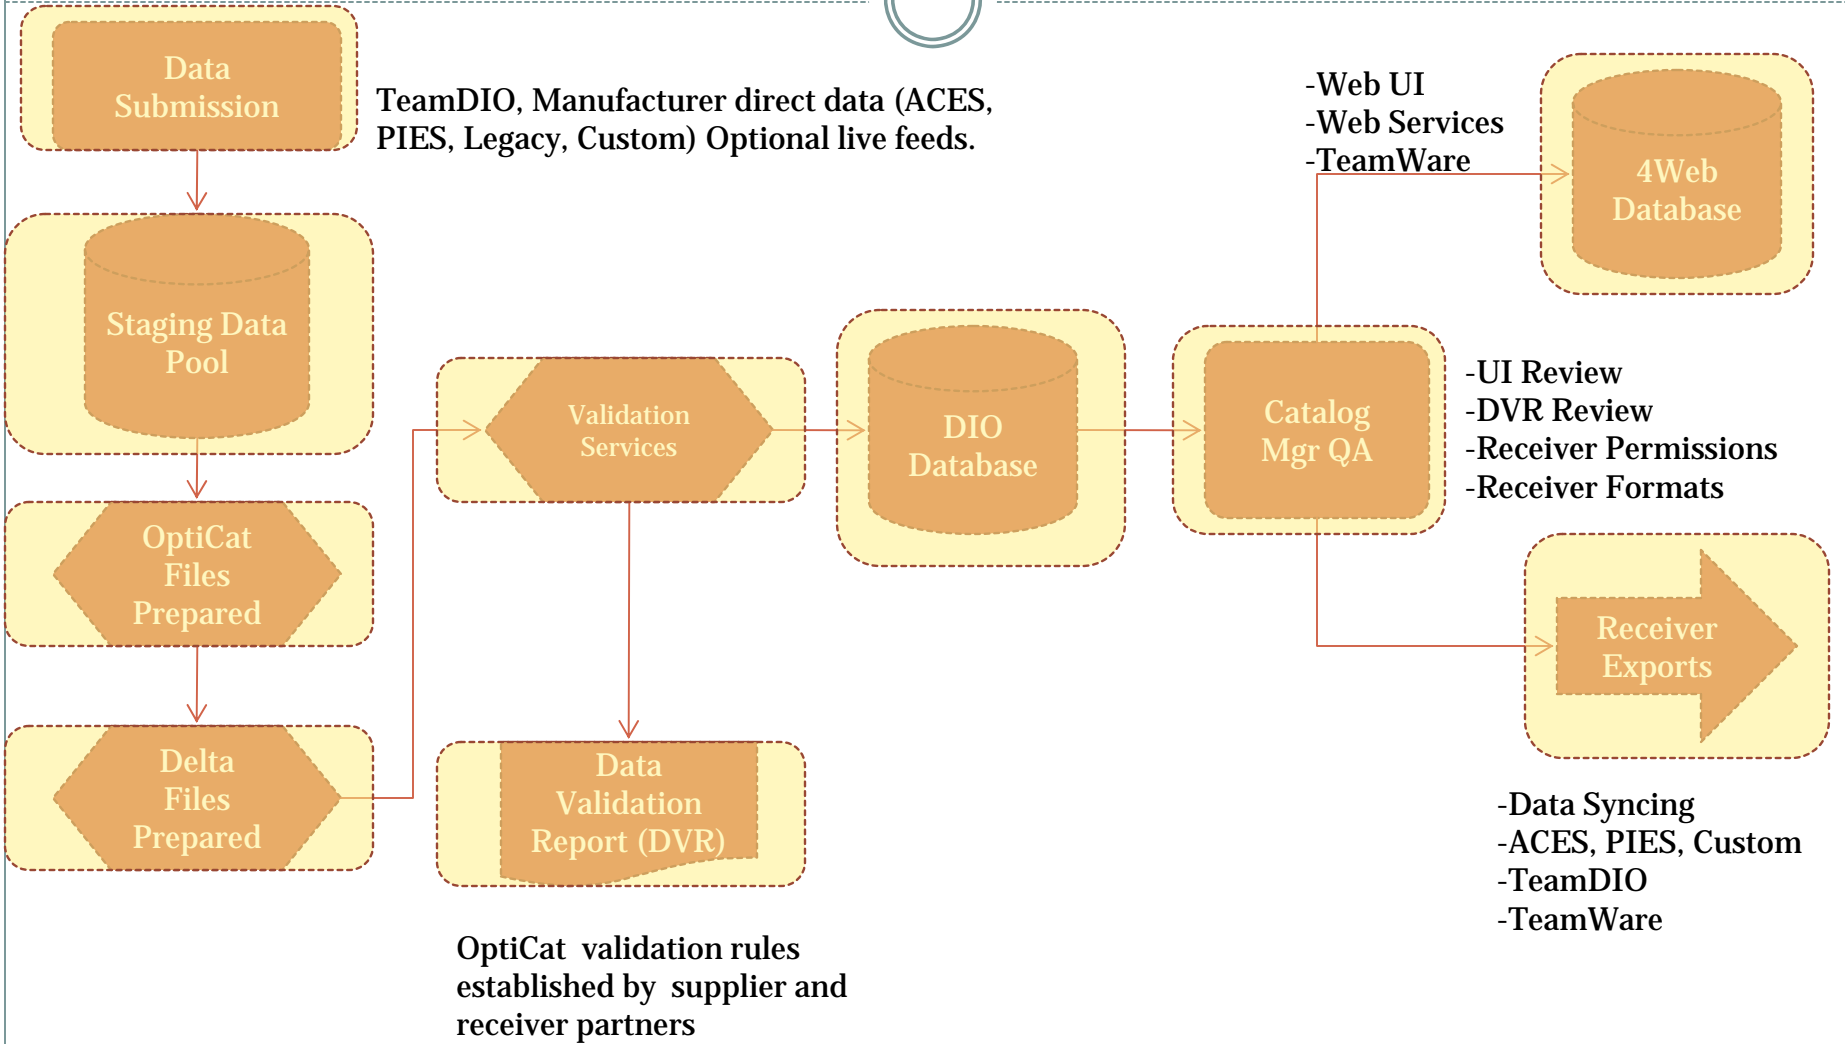 Data
Submission
TeamDIO, Manufacturer direct data (ACES,
PIES, Legacy, Custom) Optional live feeds.
-Web UI
-Web Services
-TeamWare
4Web
Database
Staging Data
Pool
Validation
Services
DIO
Database
Catalog
Mgr QA
-UI Review
-DVR Review
-Receiver Permissions
-Receiver Formats
OptiCat
Files
Prepared
Receiver
Exports
Delta
Files
Prepared
Data
Validation
Report (DVR)
-Data Syncing
-ACES, PIES, Custom
-TeamDIO
-TeamWare
OptiCat  validation rules
established by  supplier and
receiver partners